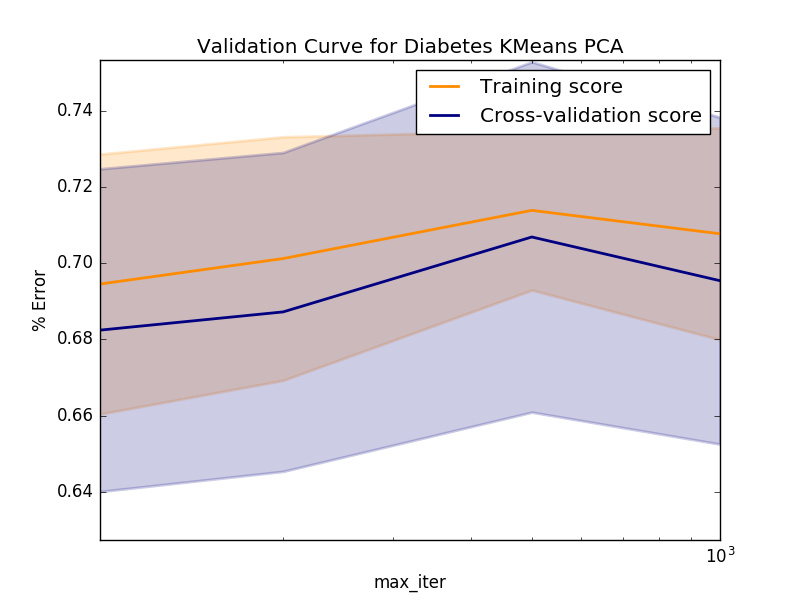 Validation Curve for Diabetes KMeans PCA
Training score
Cross-validation score
0.74
0.72
0.70
0.68
0.66
0.64
% Error
10³
max_iter